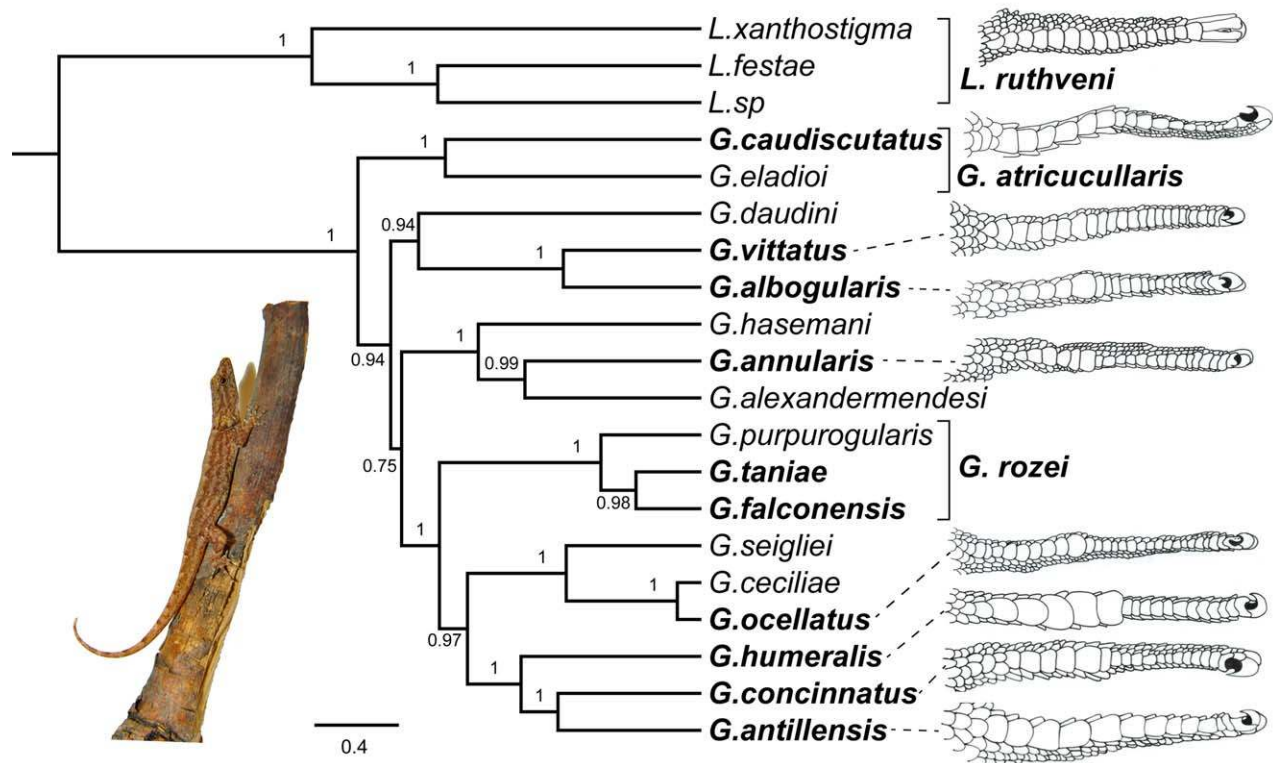 1
L.xanthostigma
1
L.festae
L. ruthveni
L.sp
1
G.caudiscutatus
G.eladioi
G. atricucullaris
0.94
G.daudini
1
G.vittatus
1
G.albogularis
G.hasemani
1
0.94
0.99
G.annularis
G.alexandermendesi
G.purpurogularis
1
0.75
G.taniae
G. rozei
0.98
G.falconensis
1
G.seigliei
1
G.ceciliae
1
G.ocellatus
0.97
G.humeralis
1
G.concinnatus
1
G.antillensis
0.4